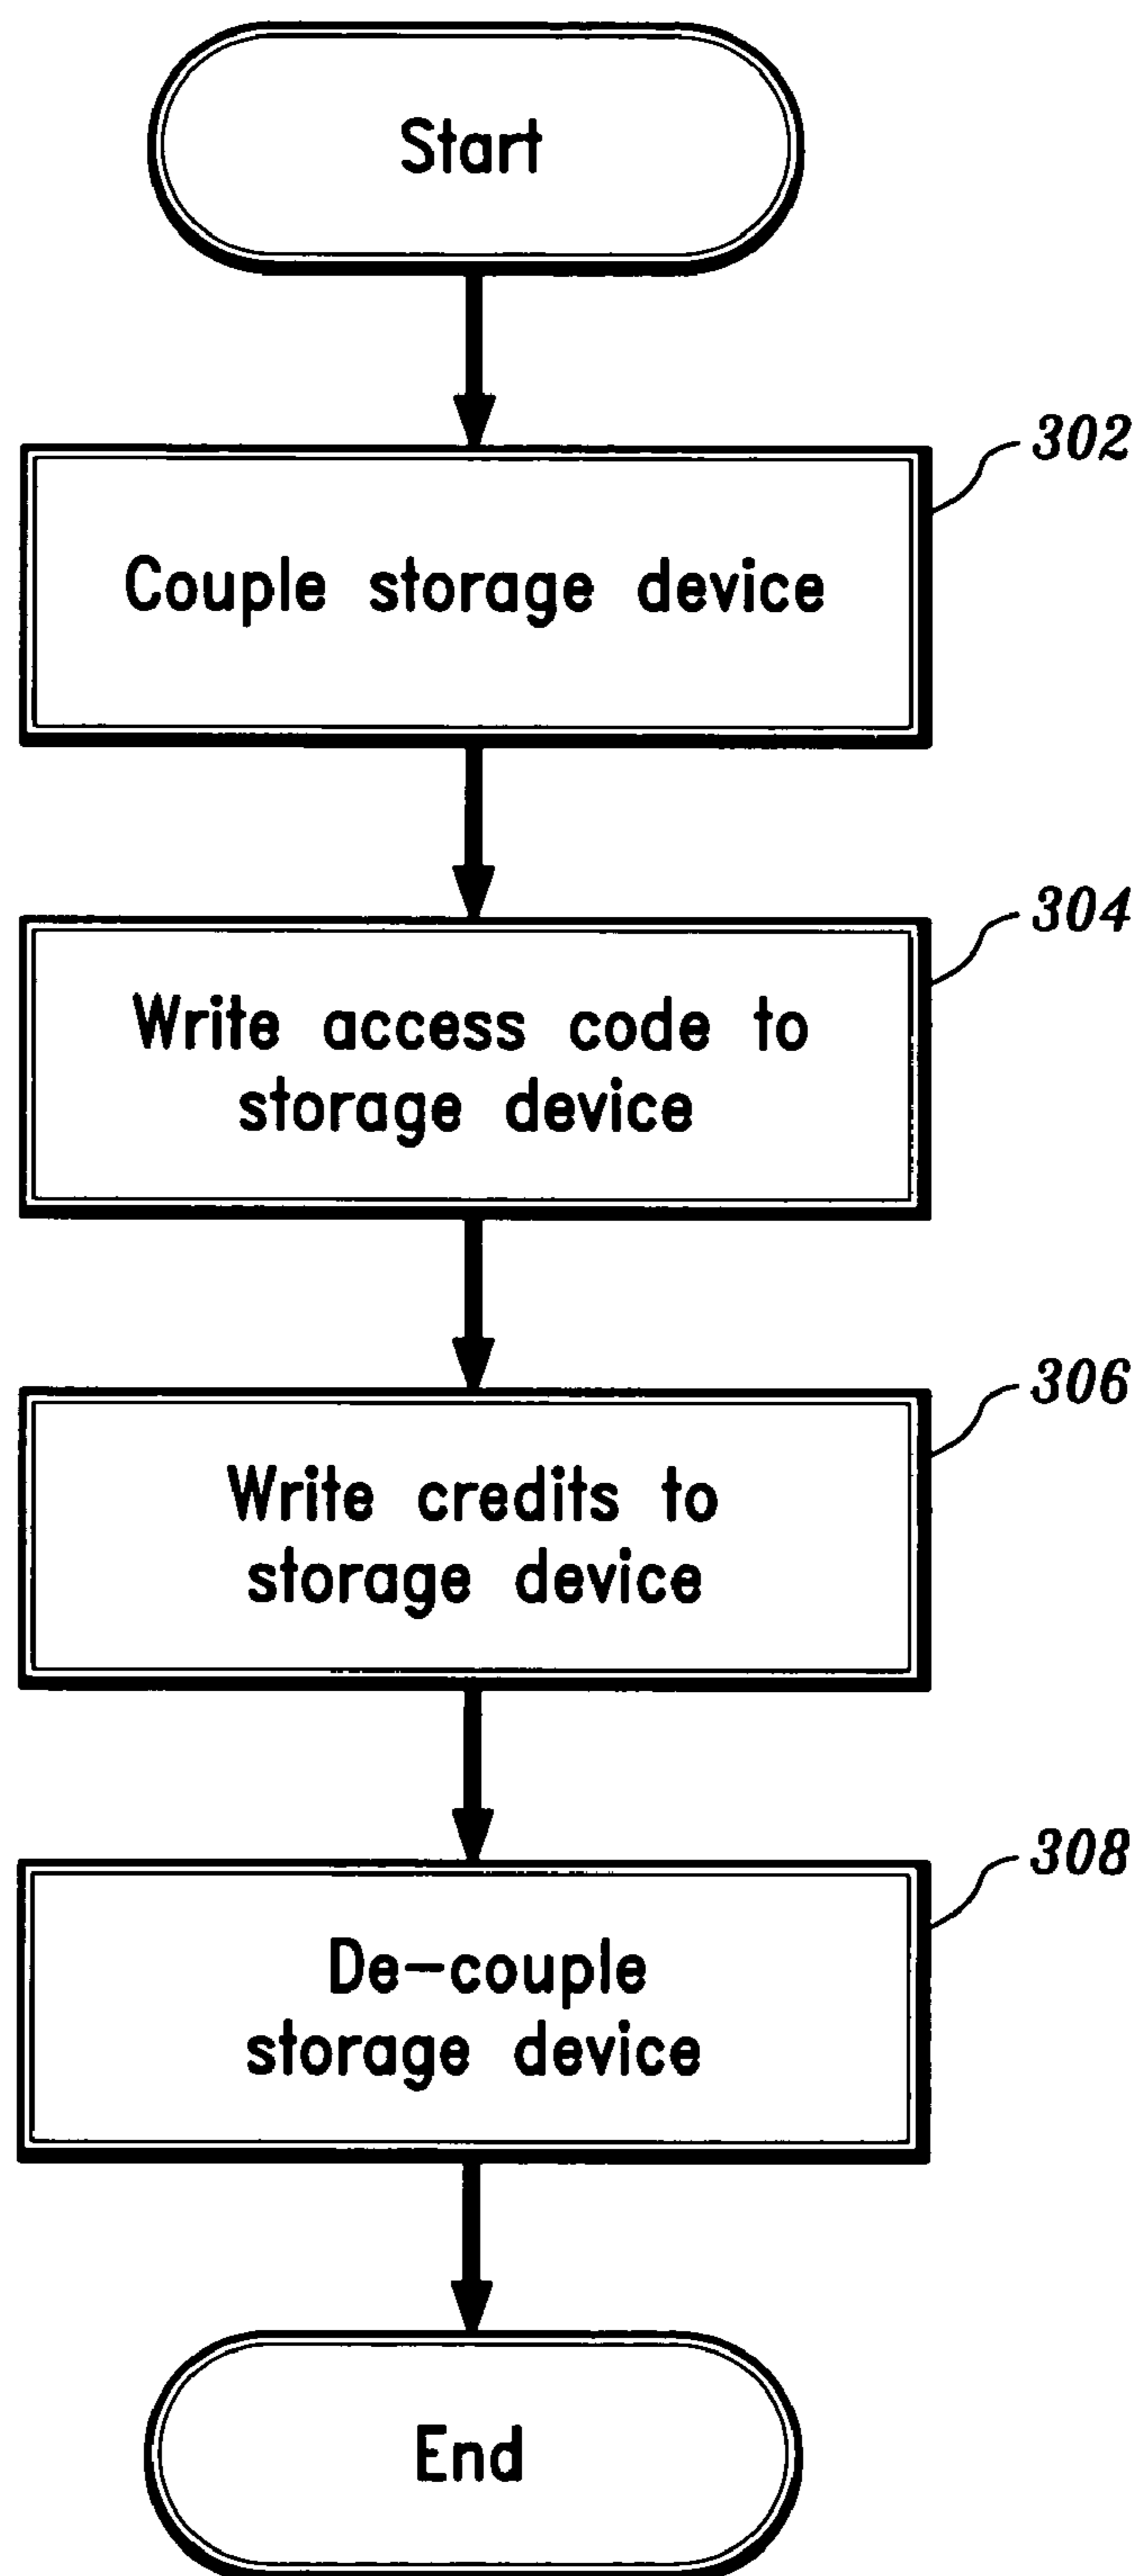 Start
302
Couple storage device
304
Write access code to
storage device
306
Write credits to
storage device
308
De-couple
storage device
End